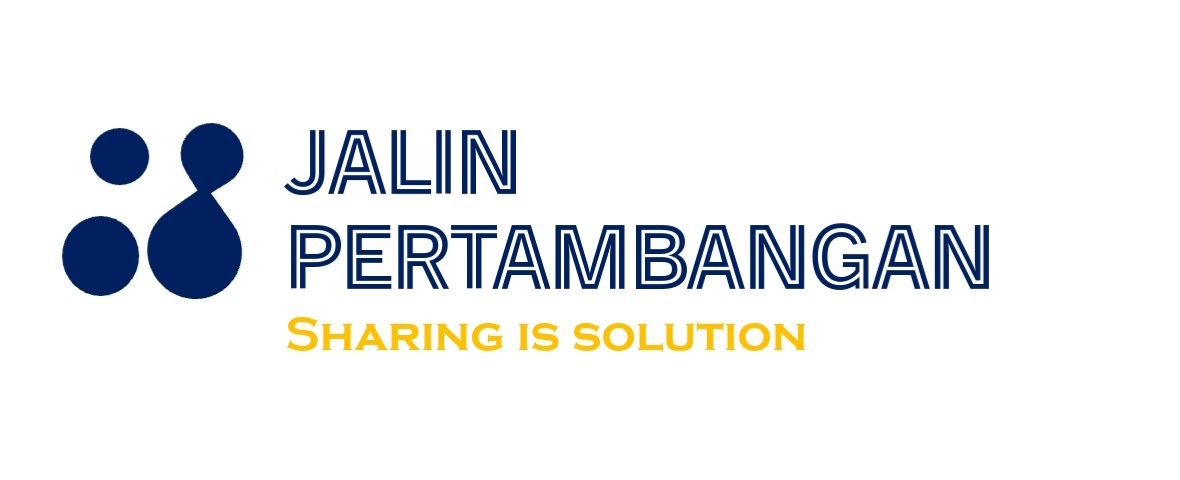 JALIN
PERTAMBANGAN
SHARING IS SOLUTION